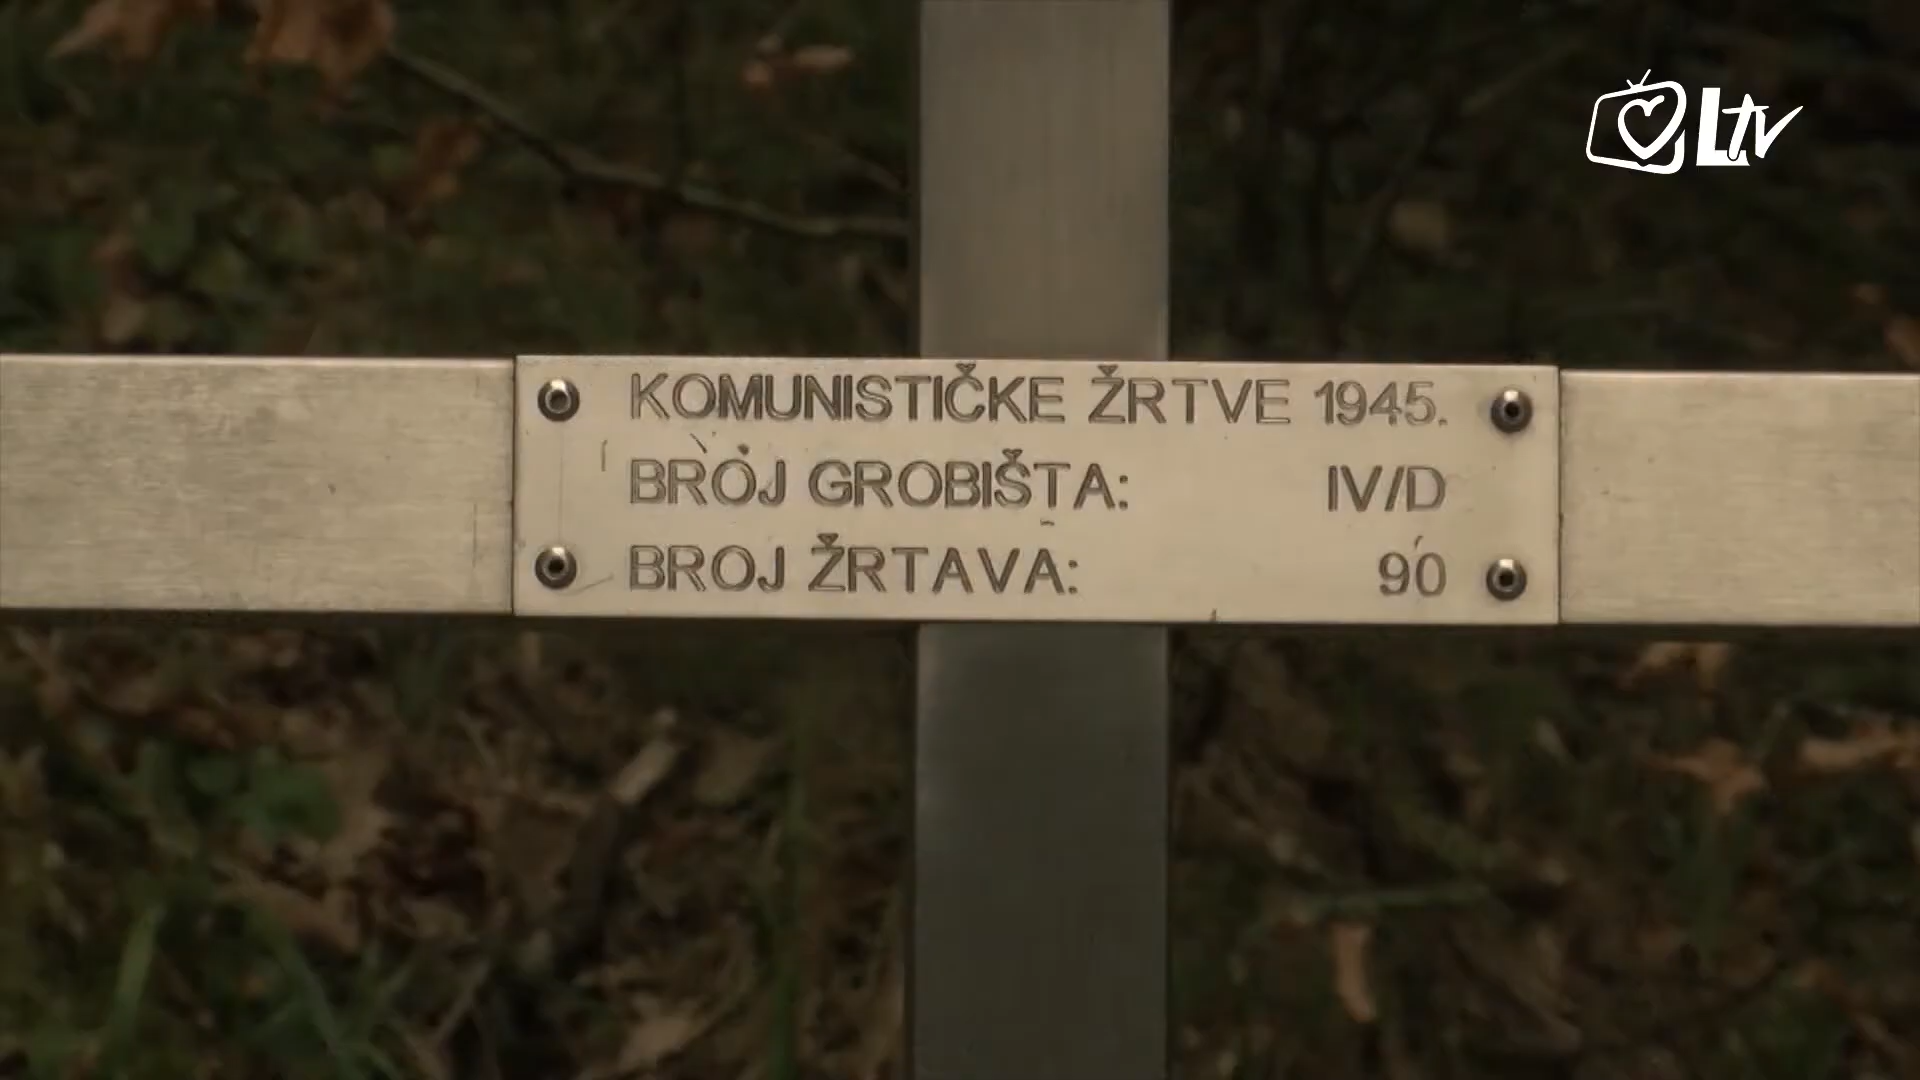 LTV
KOMUNISTIČKE ŽRTVE 1945.
BROJ GROBIŠTA: IV/D
BROJ ŽRTAVA: 90